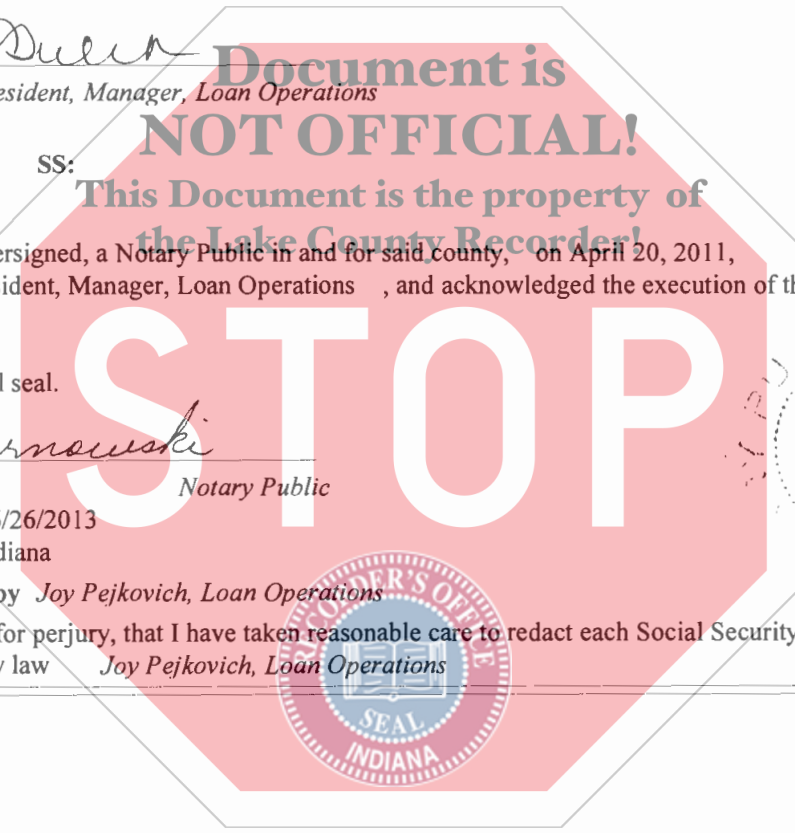 Document is
esident, Manager, Loan Operations
NOT OFFICIAL!
SS:
This Document is the property of
the Lake County Recorder!
ersigned, a Notary Public in and for said county, on April 20, 2011,
sident, Manager, Loan Operations , and acknowledged the execution of th
STOP
l seal.
rnowski
Notary Public
/26/2013
diana
by Joy Pejkovich, Loan Operations
for perjury, that I have taken reasonable care to redact each Social Security
y law Joy Pejkovich, Loan Operations
RECORDER'S OFFICE
SEAL
INDIANA